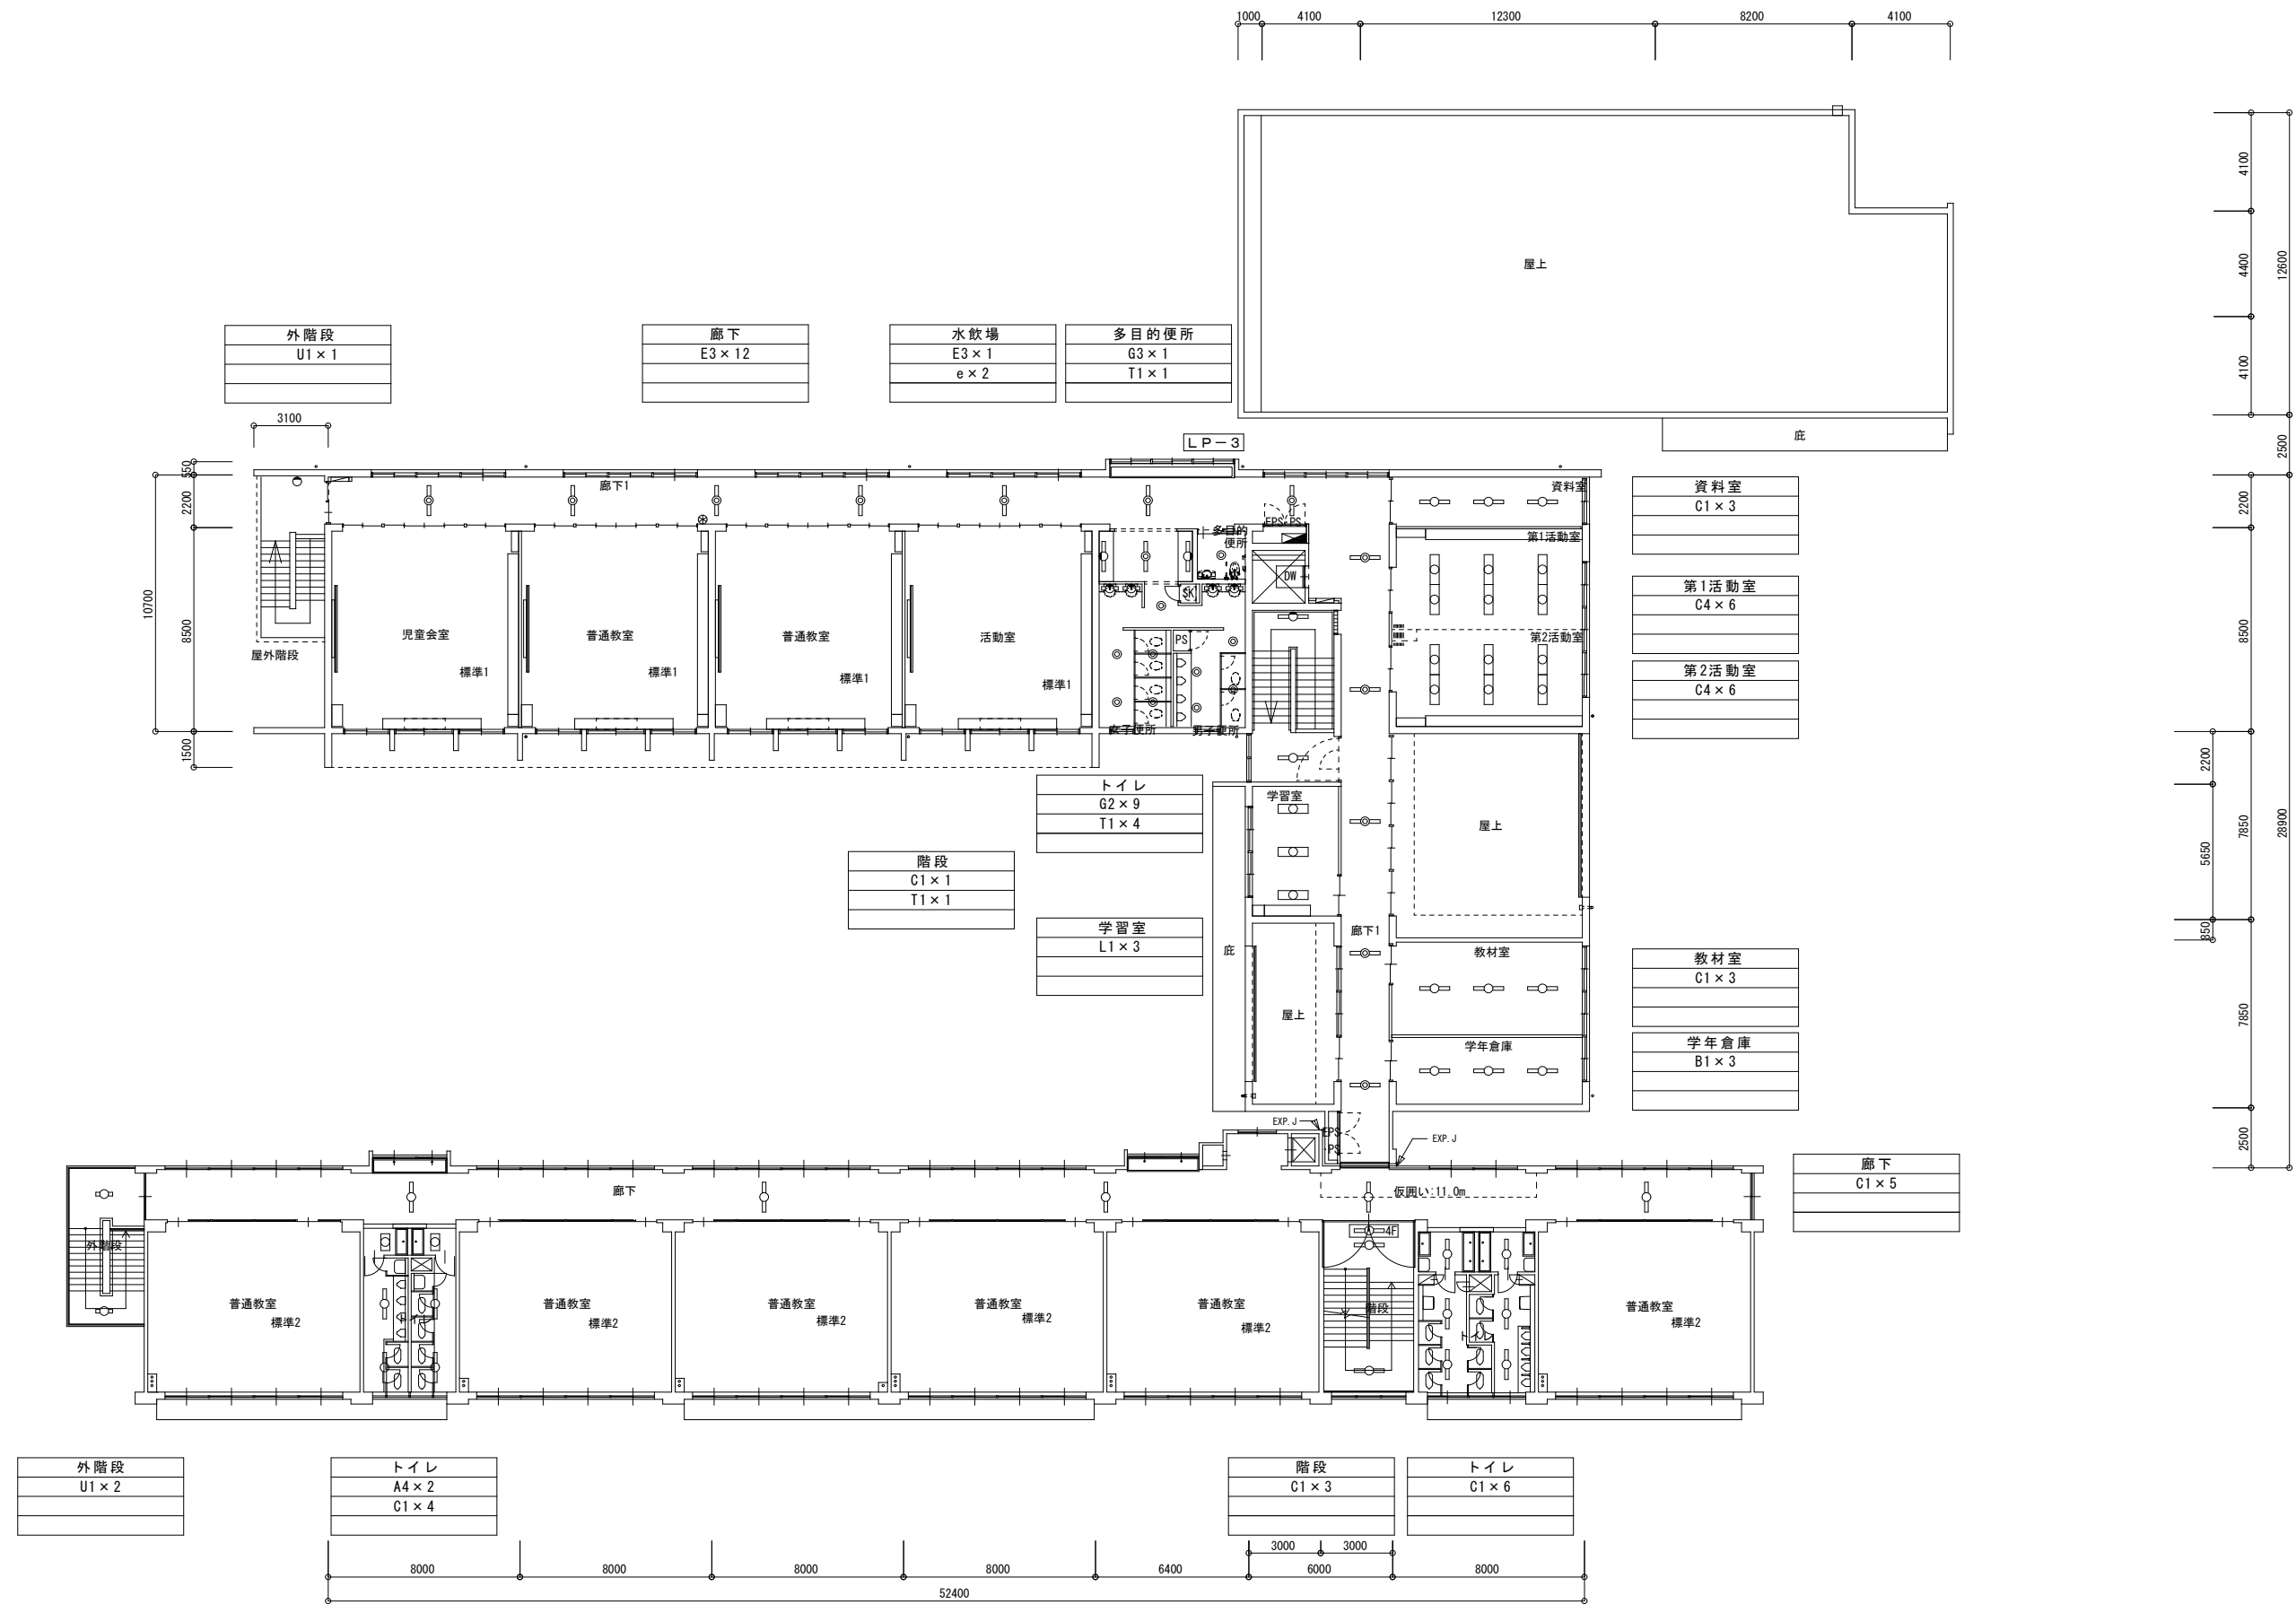 1000
4100
12300
8200
4100
4100
4400
4100
12600
2500
屋上
庇
外階段
U1×1
廊下
E3×12
水飲場
E3×1
e×2
多目的便所
G3×1
T1×1
3100
LP-3
550
2200
8500
10700
1500
廊下1
資料室
EPS
PS
多目的
便所
第1活動室
DW
SK
PS
児童会室
標準1
普通教室
標準1
普通教室
標準1
活動室
標準1
第2活動室
屋外階段
女子便所
男子便所
資料室
C1×3
第1活動室
C4×6
第2活動室
C4×6
2200
8500
7850
7850
2500
28900
2200
5650
850
トイレ
G2×9
T1×4
階段
C1×1
T1×1
学習室
L1×3
学習室
屋上
廊下1
庇
教材室
屋上
学年倉庫
教材室
C1×3
学年倉庫
B1×3
EXP.J
EPS
PS
EXP.J
廊下
C1×5
廊下
仮囲い:11.0m
4F
外階段
普通教室
標準2
普通教室
標準2
普通教室
標準2
普通教室
標準2
普通教室
標準2
階段
普通教室
標準2
外階段
U1×2
トイレ
A4×2
C1×4
階段
C1×3
トイレ
C1×6
3000
3000
8000
8000
8000
8000
6400
6000
8000
52400